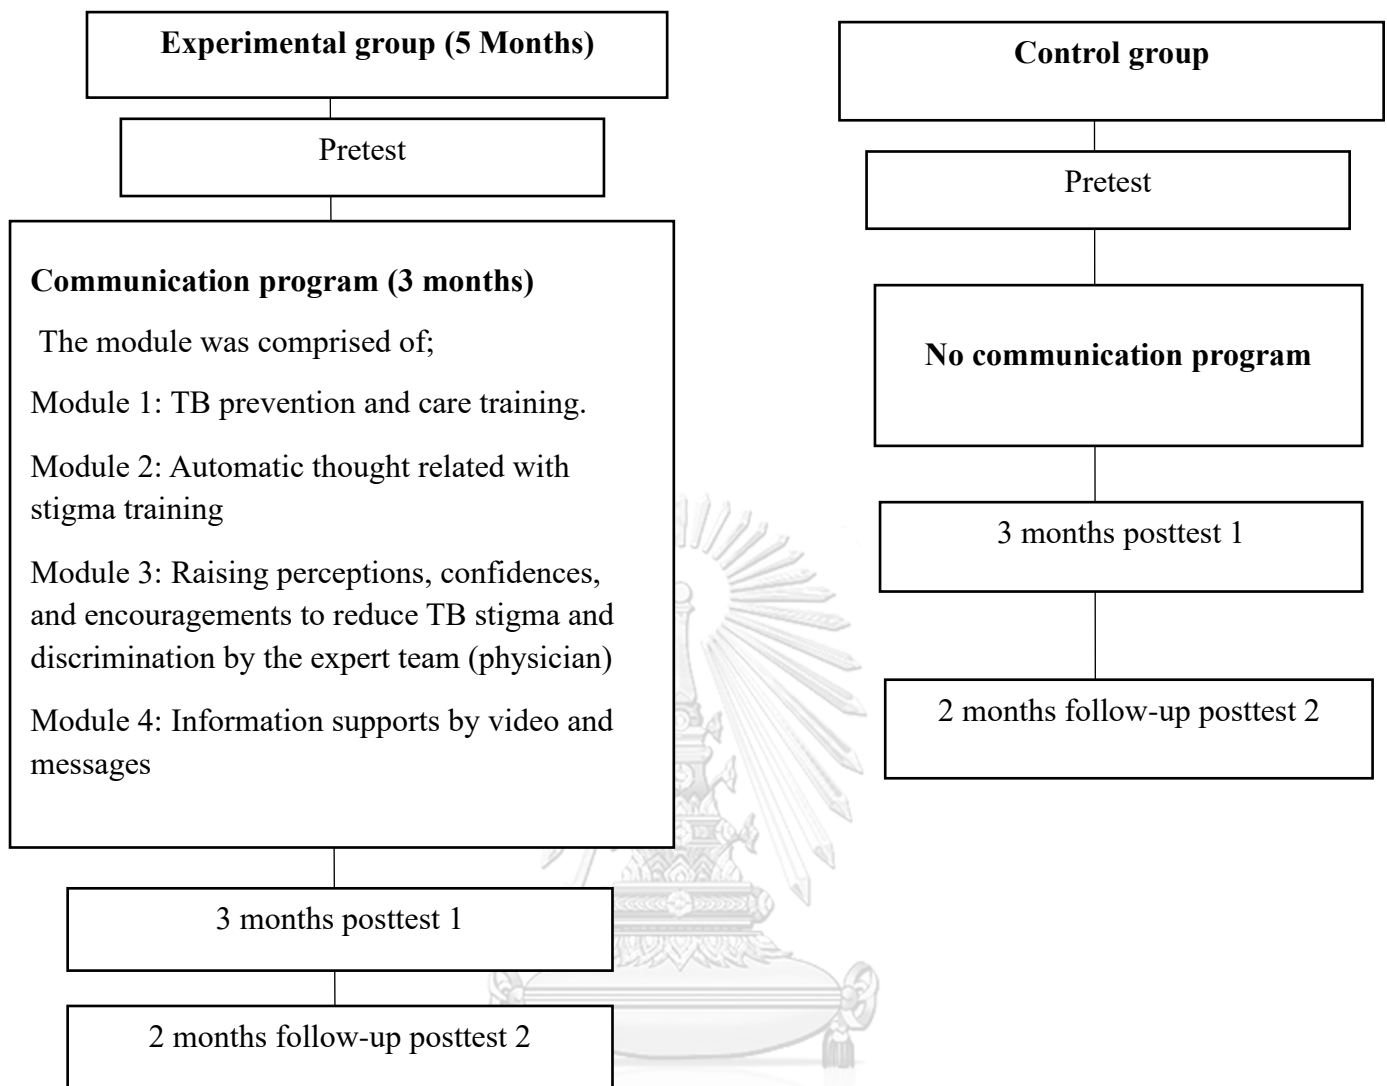 Experimental group (5 Months)
Pretest
Communication program (3 months)
The module was comprised of;
Module 1: TB prevention and care training.
Module 2: Automatic thought related with
stigma training
Module 3: Raising perceptions, confidences,
and encouragements to reduce TB stigma and
discrimination by the expert team (physician)
Module 4: Information supports by video and
messages
3 months posttest 1
2 months follow-up posttest 2
Control group
Pretest
No communication program
3 months posttest 1
2 months follow-up posttest 2